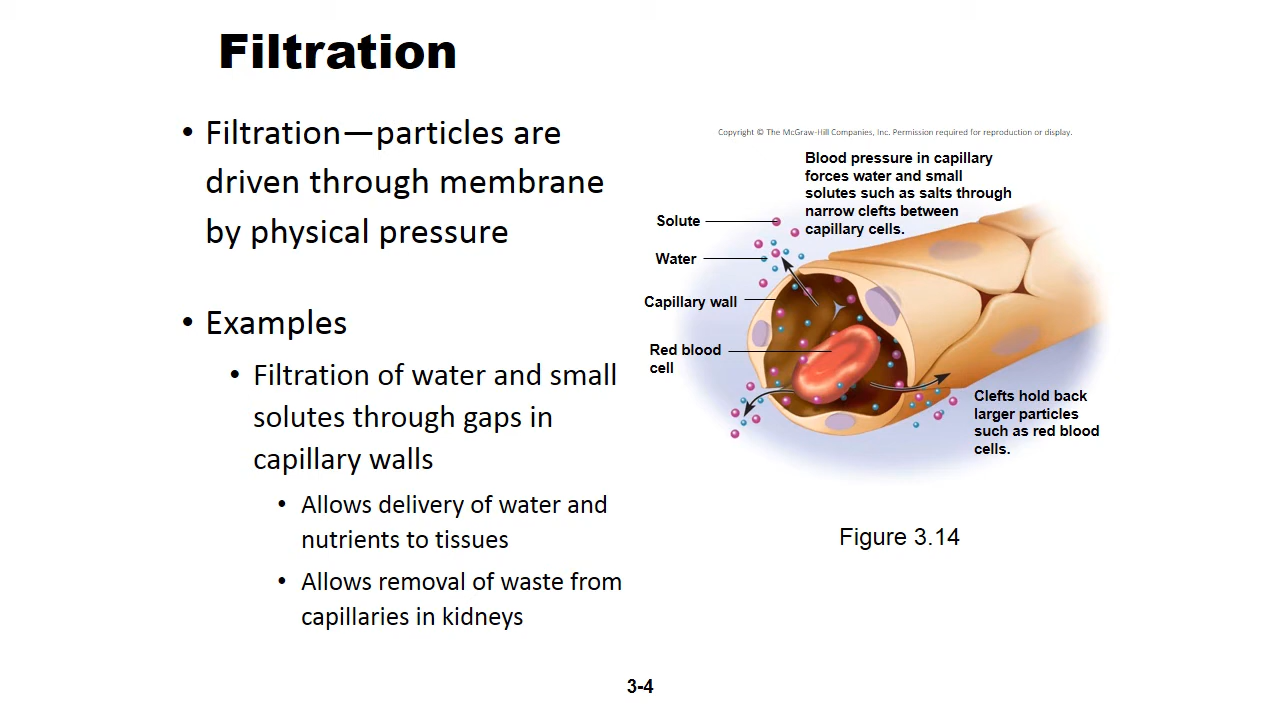 Filtration
• Filtration—particles are
driven through membrane
by physical pressure
• Examples
• Filtration of water and small
solutes through gaps in
capillary walls
• Allows delivery of water and
nutrients to tissues
• Allows removal of waste from
capillaries in kidneys
Copyright © The McGraw-Hill Companies, Inc. Permission required for reproduction or display.
Blood pressure in capillary
forces water and small
solutes such as salts through
narrow clefts between
capillary cells.
Solute
Water
Capillary wall
Red blood
cell
Clefts hold back
larger particles
such as red blood
cells.
Figure 3.14
3-4